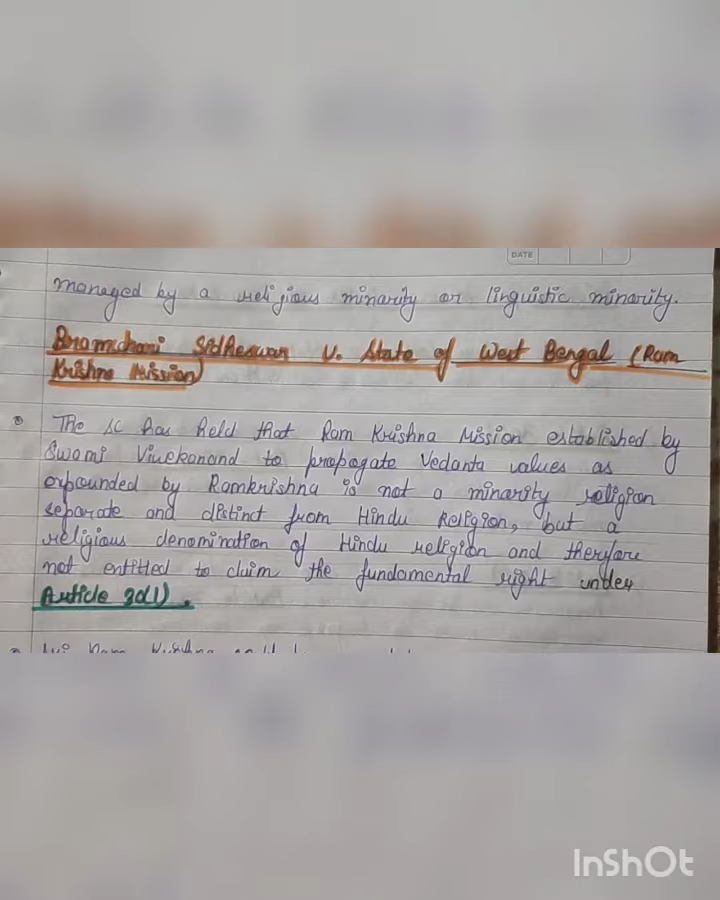 DATE
managed by a religious minarity or linguistic minarity.
Bramchari Sidheswar V. State of West Bengal (Ram
Krishna Mission)
The SC has held that Ram Krishna Mission established by
Swami Vivekanand to propagate Vedanta values as
expounded by Ramkrishna is not a minarity religion
separate and distinct from Hindu Religion, but a
religious denomination of Hindu religion and therefore
not entitled to claim the fundamental right under
Article 30(1).
InShOt